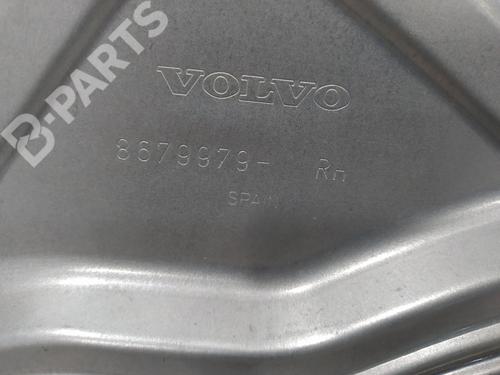 B-PARTS
VOLVO
8679979- RH
SPAIN